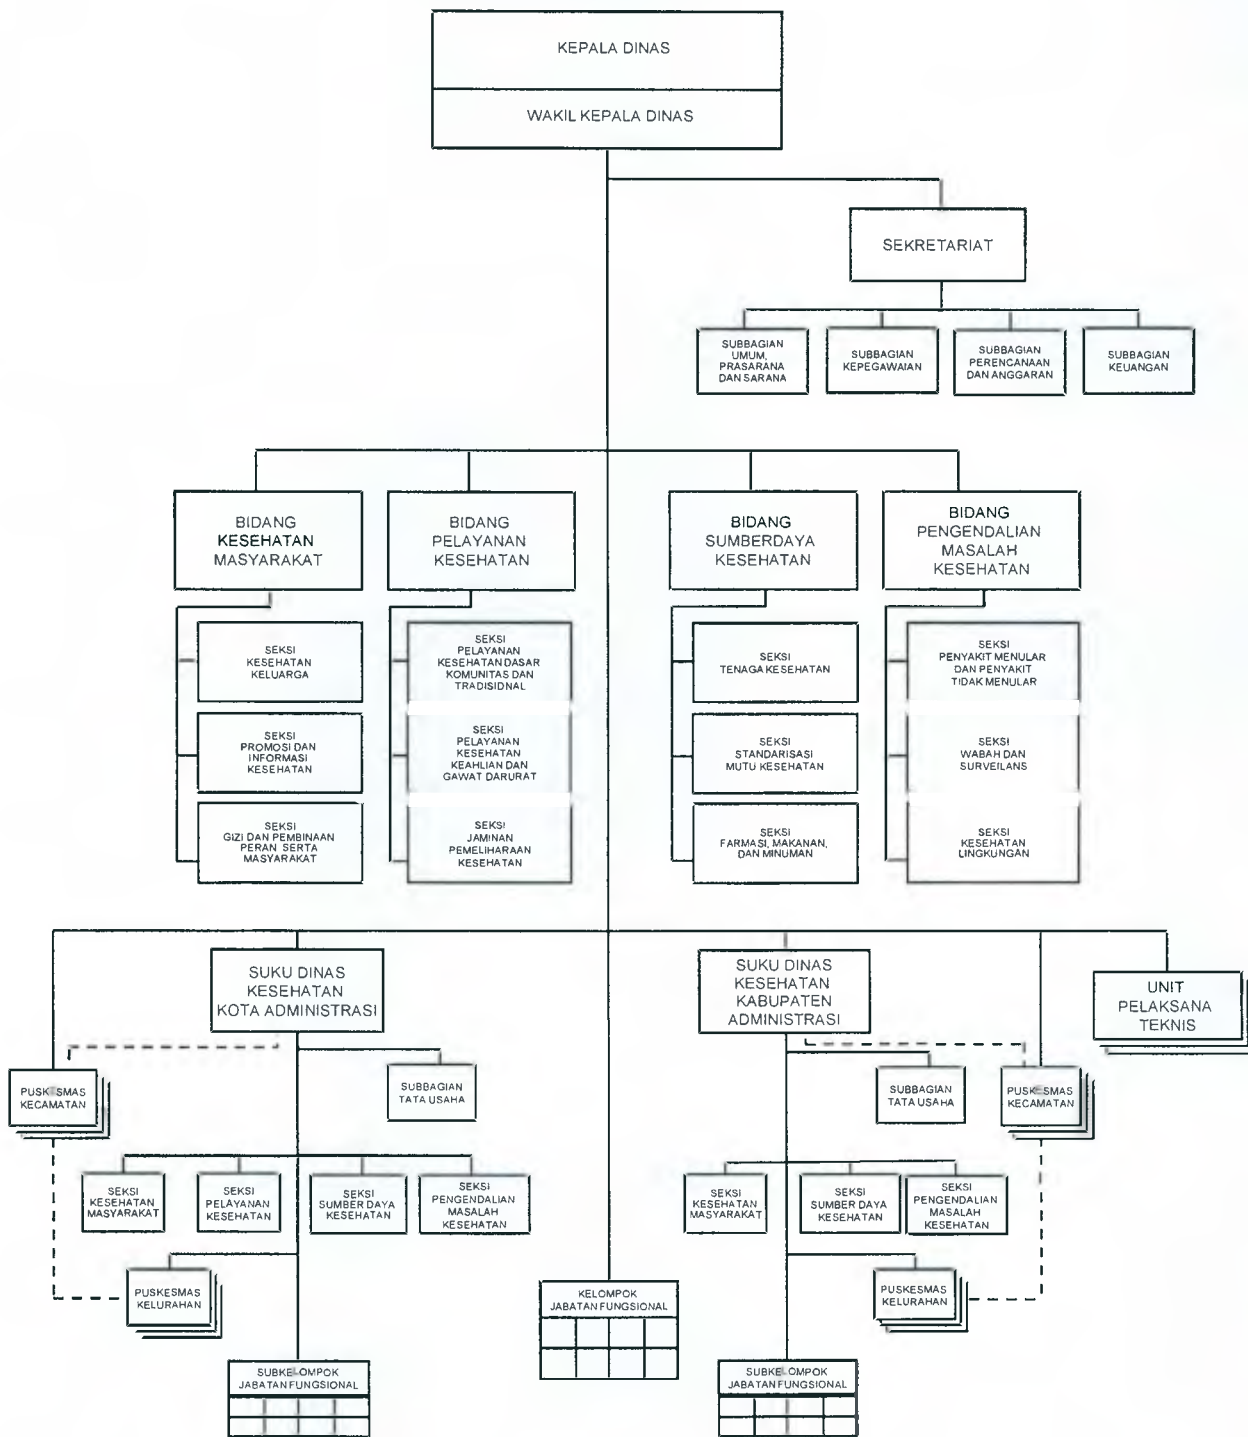 KEPALA DINAS
WAKIL KEPALA DINAS
SEKRETARIAT
SUBBAGIAN
UMUM,
PRASARANA
DAN SARANA
SUBBAGIAN
KEPEGAWAIAN
SUBBAGIAN
PERENCANAAN
DAN ANGGARAN
SUBBAGIAN
KEUANGAN
BIDANG
KESEHATAN
MASYARAKAT
BIDANG
PELAYANAN
KESEHATAN
BIDANG
SUMBERDAYA
KESEHATAN
BIDANG
PENGENDALIAN
MASALAH
KESEHATAN
SEKSI
KESEHATAN
KELUARGA
SEKSI
PROMOSI DAN
INFORMASI
KESEHATAN
SEKSI
GIZI DAN PEMBINAAN
PERAN SERTA
MASYARAKAT
SEKSI
PELAYANAN
KESEHATAN DASAR
KOMUNITAS DAN
TRADISIDNAL
SEKSI
PELAYANAN
KESEHATAN
KEAHLIAN DAN
GAWAT DARURAT
SEKSI
JAMINAN
PEMELIHARAAN
KESEHATAN
SEKSI
TENAGA KESEHATAN
SEKSI
STANDARISASI
MUTU KESEHATAN
SEKSI
FARMASI, MAKANAN,
DAN MINUMAN
SEKSI
PENYAKIT MENULAR
DAN PENYAKIT
TIDAK MENULAR
SEKSI
WABAH DAN
SURVEILANS
SEKSI
KESEHATAN
LINGKUNGAN
SUKU DINAS
KESEHATAN
KOTA ADMINISTRASI
SUKU DINAS
KESEHATAN
KABUPATEN
ADMINISTRASI
UNIT
PELAKSANA
TEKNIS
PUSKESMAS
KECAMATAN
SUBBAGIAN
TATA USAHA
SUBBAGIAN
TATA USAHA
PUSKESMAS
KECAMATAN
SEKSI
KESEHATAN
MASYARAKAT
SEKSI
PELAYANAN
KESEHATAN
SEKSI
SUMBER DAYA
KESEHATAN
SEKSI
PENGENDALIAN
MASALAH
KESEHATAN
SEKSI
KESEHATAN
MASYARAKAT
SEKSI
SUMBER DAYA
KESEHATAN
SEKSI
PENGENDALIAN
MASALAH
KESEHATAN
PUSKESMAS
KELURAHAN
KELOMPOK
JABATAN FUNGSIONAL
PUSKESMAS
KELURAHAN
SUBKELOMPOK
JABATAN FUNGSIONAL
SUBKELOMPOK
JABATAN FUNGSIONAL